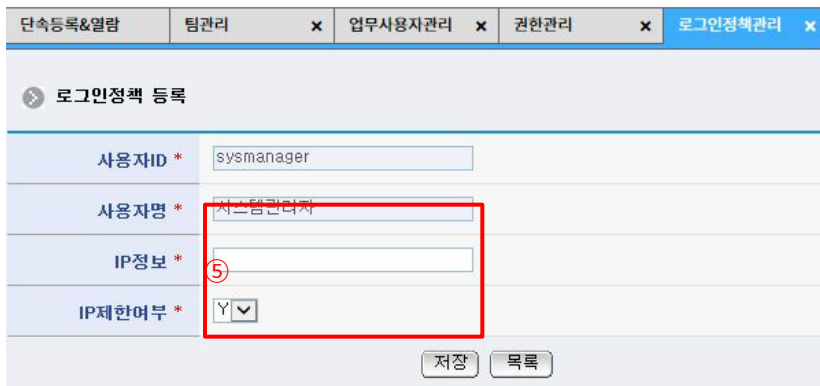 단속등록&열람 팀관리 x 업무사용자관리 x 권한관리 x 로그인정책관리 x
로그인정책 등록
사용자ID * sysmanager
사용자명 * 시스템관리자
IP정보 *
⑤
IP제한여부 * Y
저장 목록